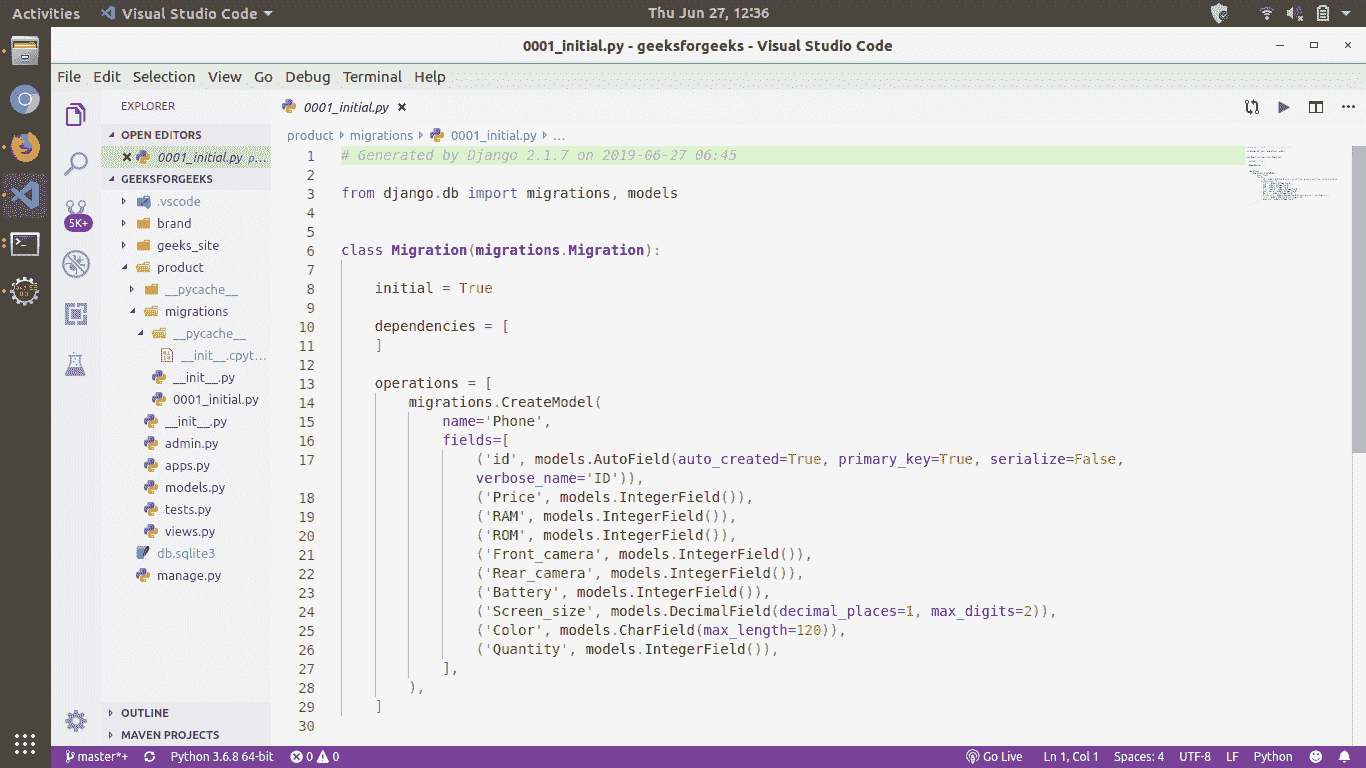 Activities Visual Studio Code Thu Jun 27, 12:36
0001_initial.py - geeksforgeeks - Visual Studio Code
File Edit Selection View Go Debug Terminal Help
EXPLORER
OPEN EDITORS
0001_initial.py p...
GEEKSFORGEEKS
.vscode
brand
geeks_site
product
__pycache__
migrations
__pycache__
__init__.cpyt...
__init__.py
0001_initial.py
__init__.py
admin.py
apps.py
models.py
tests.py
views.py
db.sqlite3
manage.py
OUTLINE
MAVEN PROJECTS
5K+
0001_initial.py
product migrations 0001_initial.py ...
1 # Generated by Django 2.1.7 on 2019-06-27 06:45
2
3 from django.db import migrations, models
4
5
6 class Migration(migrations.Migration):
7
8 initial = True
9
10 dependencies = [
11 ]
12
13 operations = [
14 migrations.CreateModel(
15 name='Phone',
16 fields=[
17 ('id', models.AutoField(auto_created=True, primary_key=True, serialize=False,
verbose_name='ID')),
18 ('Price', models.IntegerField()),
19 ('RAM', models.IntegerField()),
20 ('ROM', models.IntegerField()),
21 ('Front_camera', models.IntegerField()),
22 ('Rear_camera', models.IntegerField()),
23 ('Battery', models.IntegerField()),
24 ('Screen_size', models.DecimalField(decimal_places=1, max_digits=2)),
25 ('Color', models.CharField(max_length=120)),
26 ('Quantity', models.IntegerField()),
27 ],
28 ),
29 ]
30
master*+ Python 3.6.8 64-bit 0 0 Go Live Ln 1, Col 1 Spaces: 4 UTF-8 LF Python